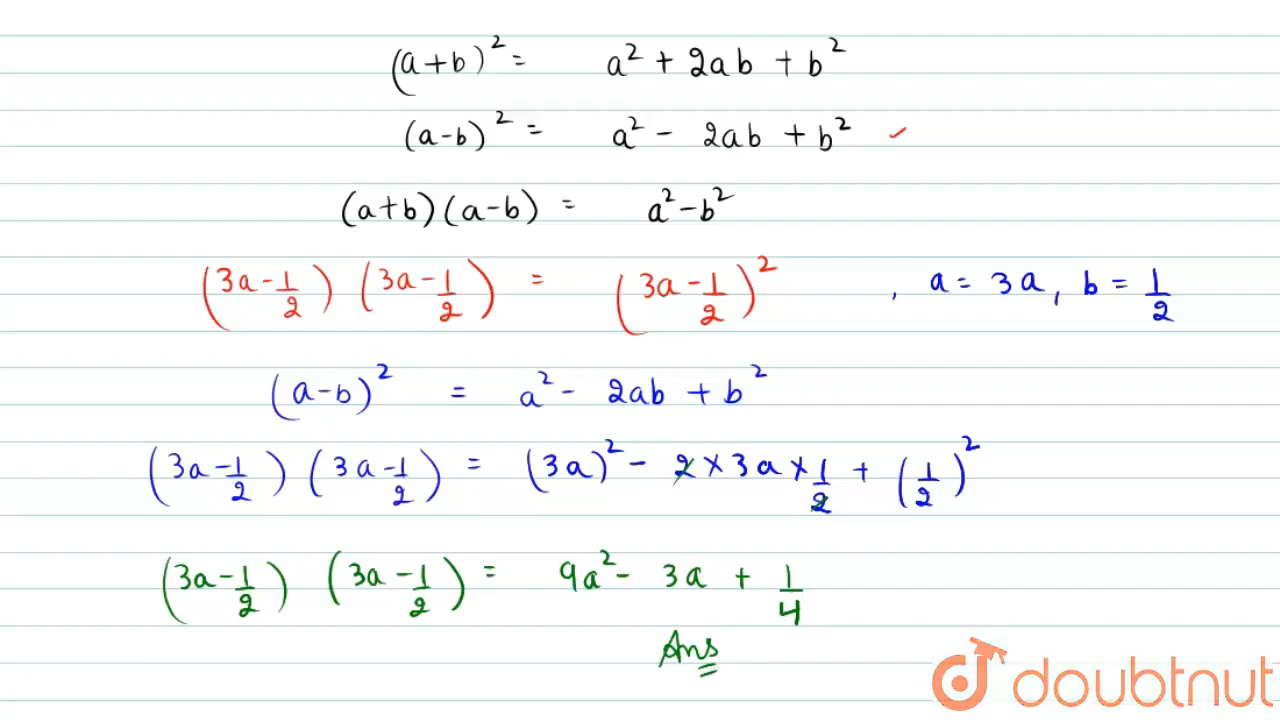 (a+b)² = a² + 2ab + b²
(a-b)² = a² - 2ab + b² ✓
(a+b)(a-b) = a²-b²
(3a-1/2) (3a-1/2) = (3a-1/2)² , a = 3a, b = 1/2
(a-b)² = a² - 2ab + b²
(3a-1/2) (3a-1/2) = (3a)² - 2 × 3a × 1/2 + (1/2)²
(3a-1/2) (3a-1/2) = 9a² - 3a + 1/4
Ans
doubtnut